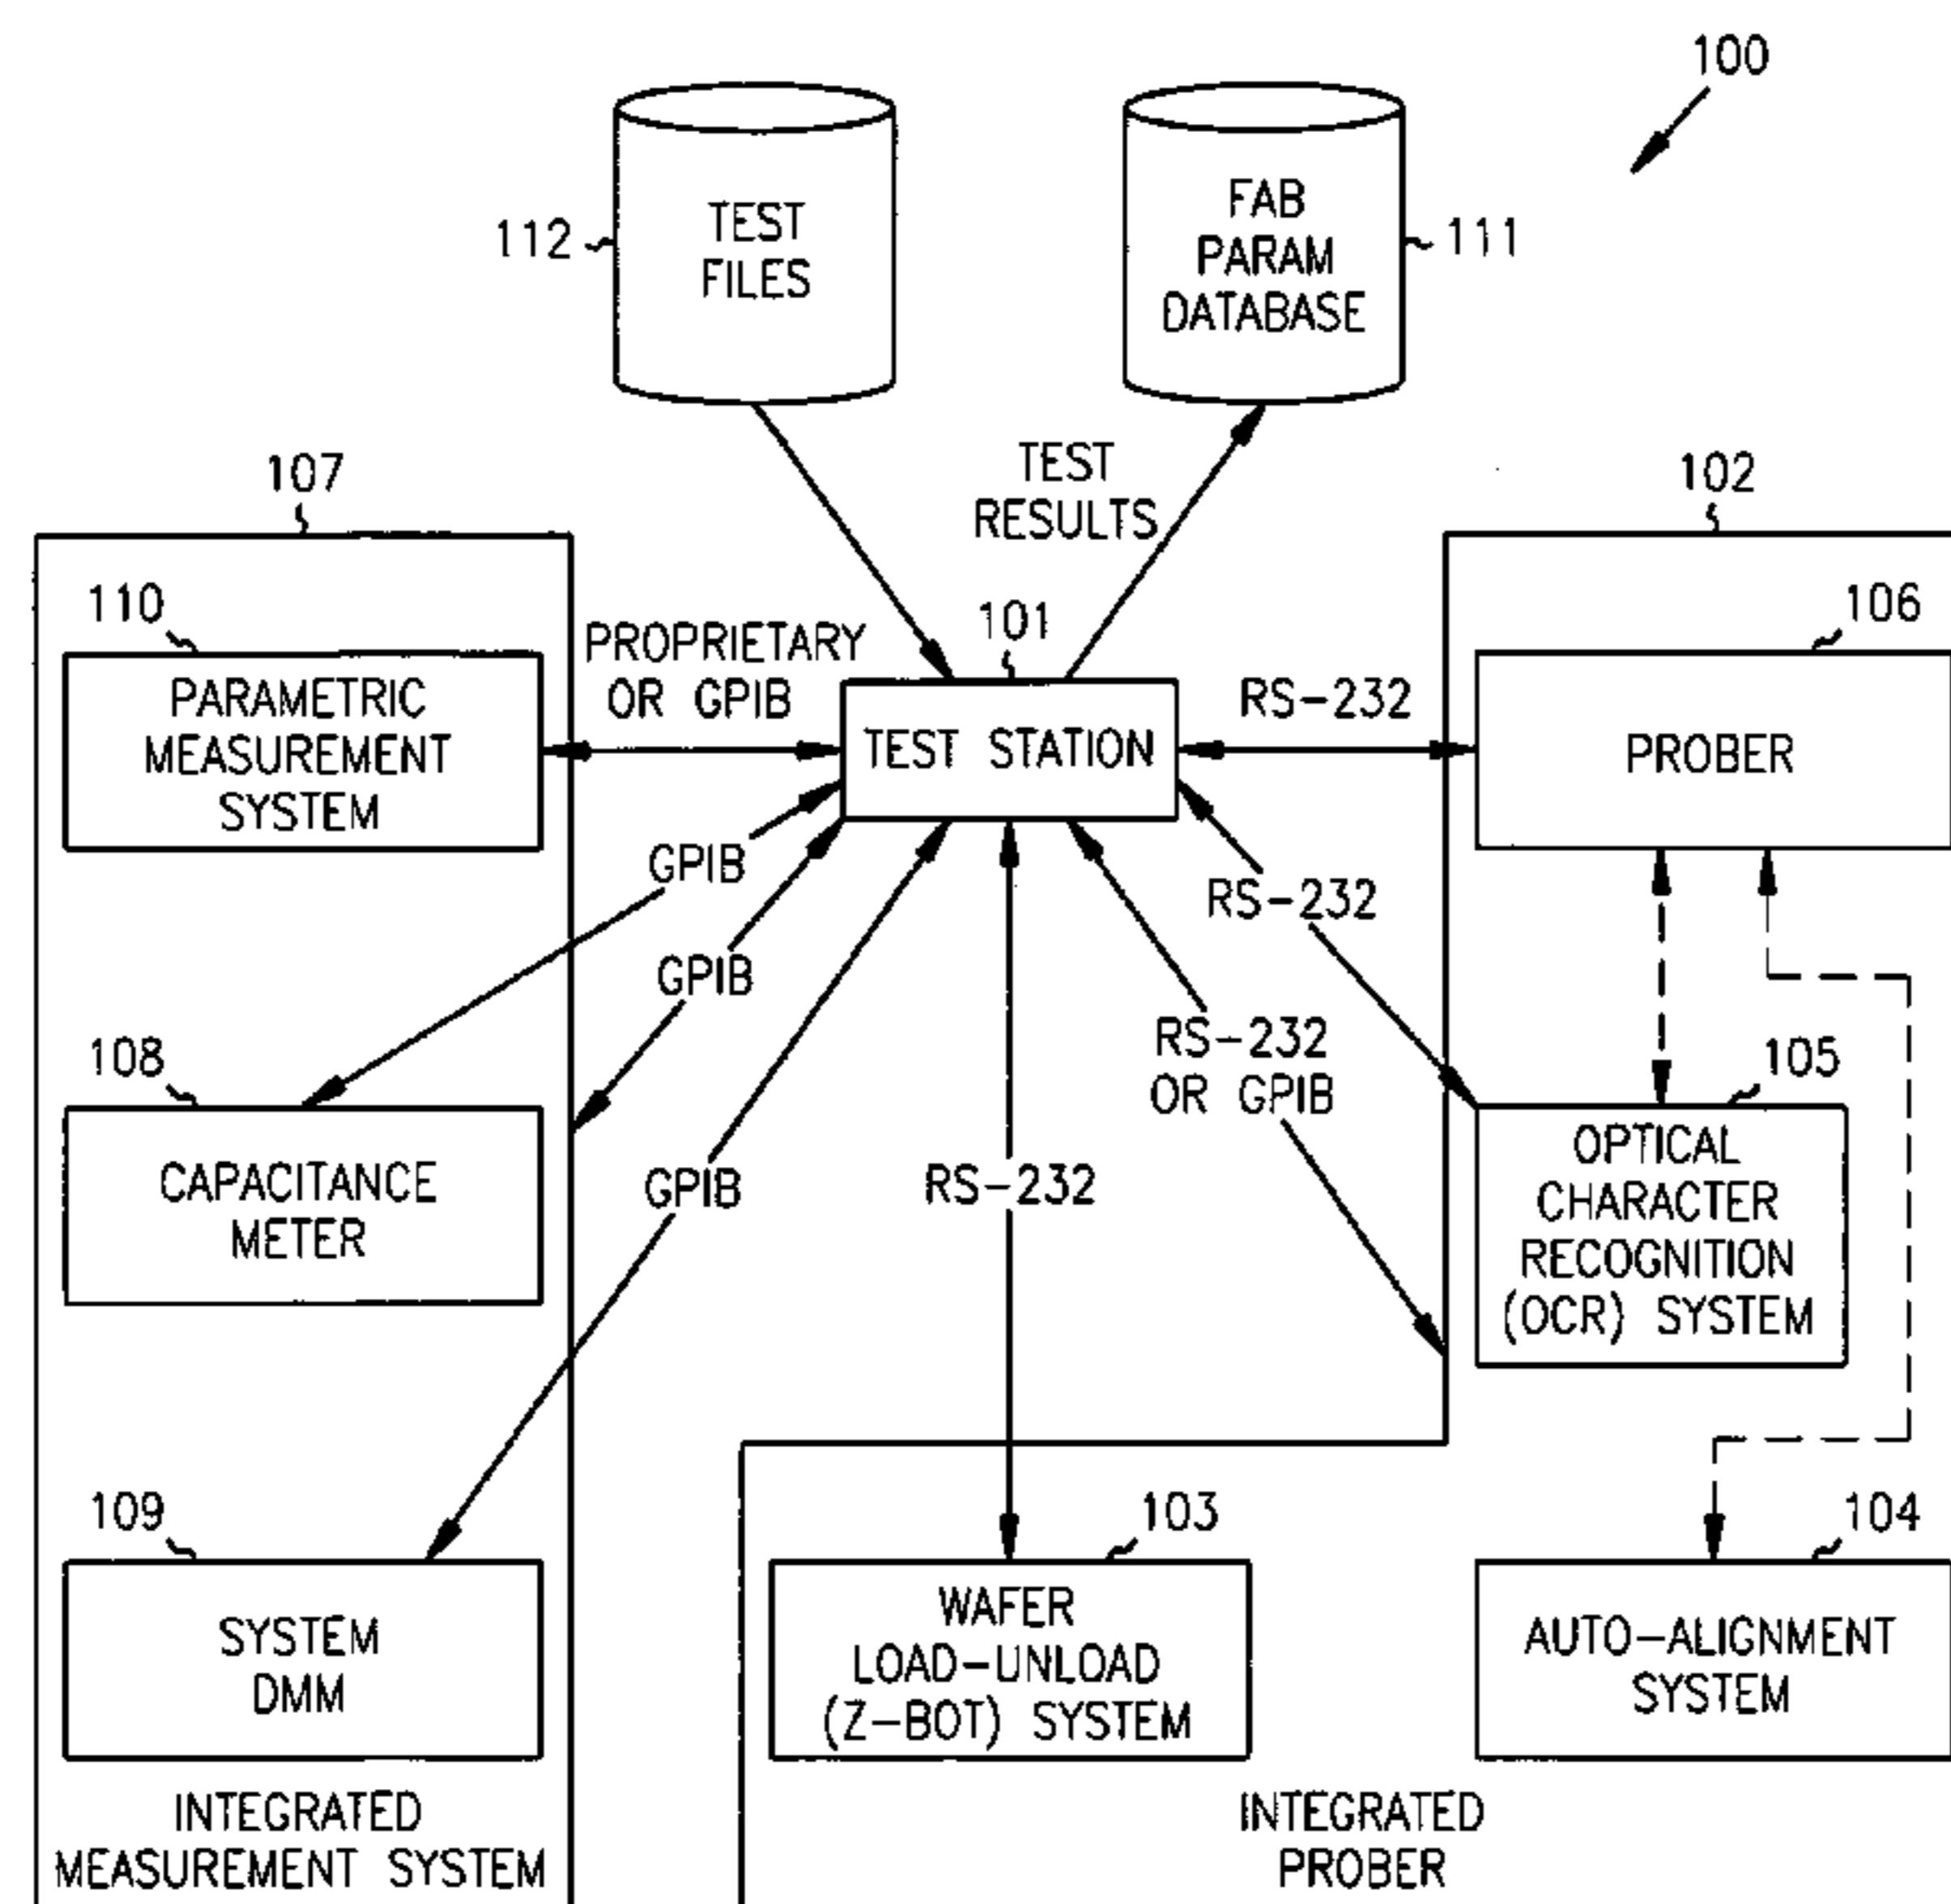 100
112
TEST
FILES
FAB
PARAM
DATABASE
111
TEST
RESULTS
107
102
110
PARAMETRIC
MEASUREMENT
SYSTEM
PROPRIETARY
OR GPIB
101
TEST STATION
RS-232
106
PROBER
GPIB
GPIB
GPIB
RS-232
RS-232
OR GPIB
RS-232
108
CAPACITANCE
METER
105
OPTICAL
CHARACTER
RECOGNITION
(OCR) SYSTEM
109
SYSTEM
DMM
103
WAFER
LOAD-UNLOAD
(Z-BOT) SYSTEM
104
AUTO-ALIGNMENT
SYSTEM
INTEGRATED
MEASUREMENT SYSTEM
INTEGRATED
PROBER